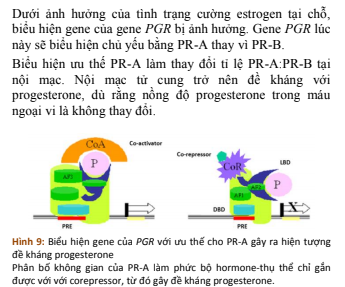 Dưới ảnh hưởng của tình trạng cường estrogen tại chỗ,
biểu hiện gene của gene PGR bị ảnh hưởng. Gene PGR lúc
này sẽ biểu hiện chủ yếu bằng PR-A thay vì PR-B.
Biểu hiện ưu thế PR-A làm thay đổi tỉ lệ PR-A:PR-B tại
nội mạc. Nội mạc tử cung trở nên đề kháng với
progesterone, dù rằng nồng độ progesterone trong máu
ngoại vi là không thay đổi.
CoA
Co-activator
P
AF1
PRE
Co-repressor
CoR
LBD
AF2
P
AF1
DBD
X
PRE
Hình 9: Biểu hiện gene của PGR với ưu thế cho PR-A gây ra hiện tượng
đề kháng progesterone
Phân bố không gian của PR-A làm phức bộ hormone-thụ thể chỉ gắn
được với với corepressor, từ đó gây đề kháng progesterone.